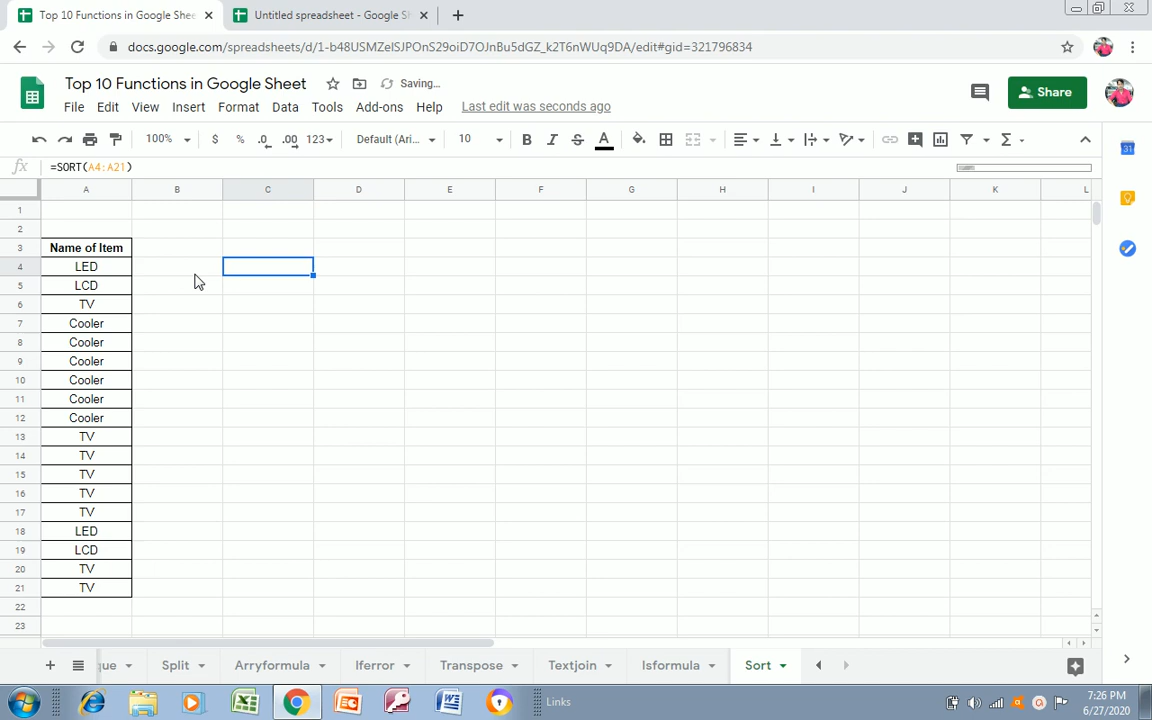 Top 10 Functions in Google Shee
Untitled spreadsheet - Google S
docs.google.com/spreadsheets/d/1-b48USMZeISJPOnS29oiD7OJnBu5dGZ_k2T6nWUq9DA/edit#gid=321796834
Top 10 Functions in Google Sheet
Saving...
Share
File Edit View Insert Format Data Tools Add-ons Help Last edit was seconds ago
100% $ % .0 .00 123 Default (Ari... 10 B I S A Σ
31
fx =SORT(A4:A21)
A B C D E F G H I J K L
1
2
3 Name of Item
4 LED
5 LCD
6 TV
7 Cooler
8 Cooler
9 Cooler
10 Cooler
11 Cooler
12 Cooler
13 TV
14 TV
15 TV
16 TV
17 TV
18 LED
19 LCD
20 TV
21 TV
22
23
que Split Arryformula Iferror Transpose Textjoin Isformula Sort
Links
7:26 PM
6/27/2020